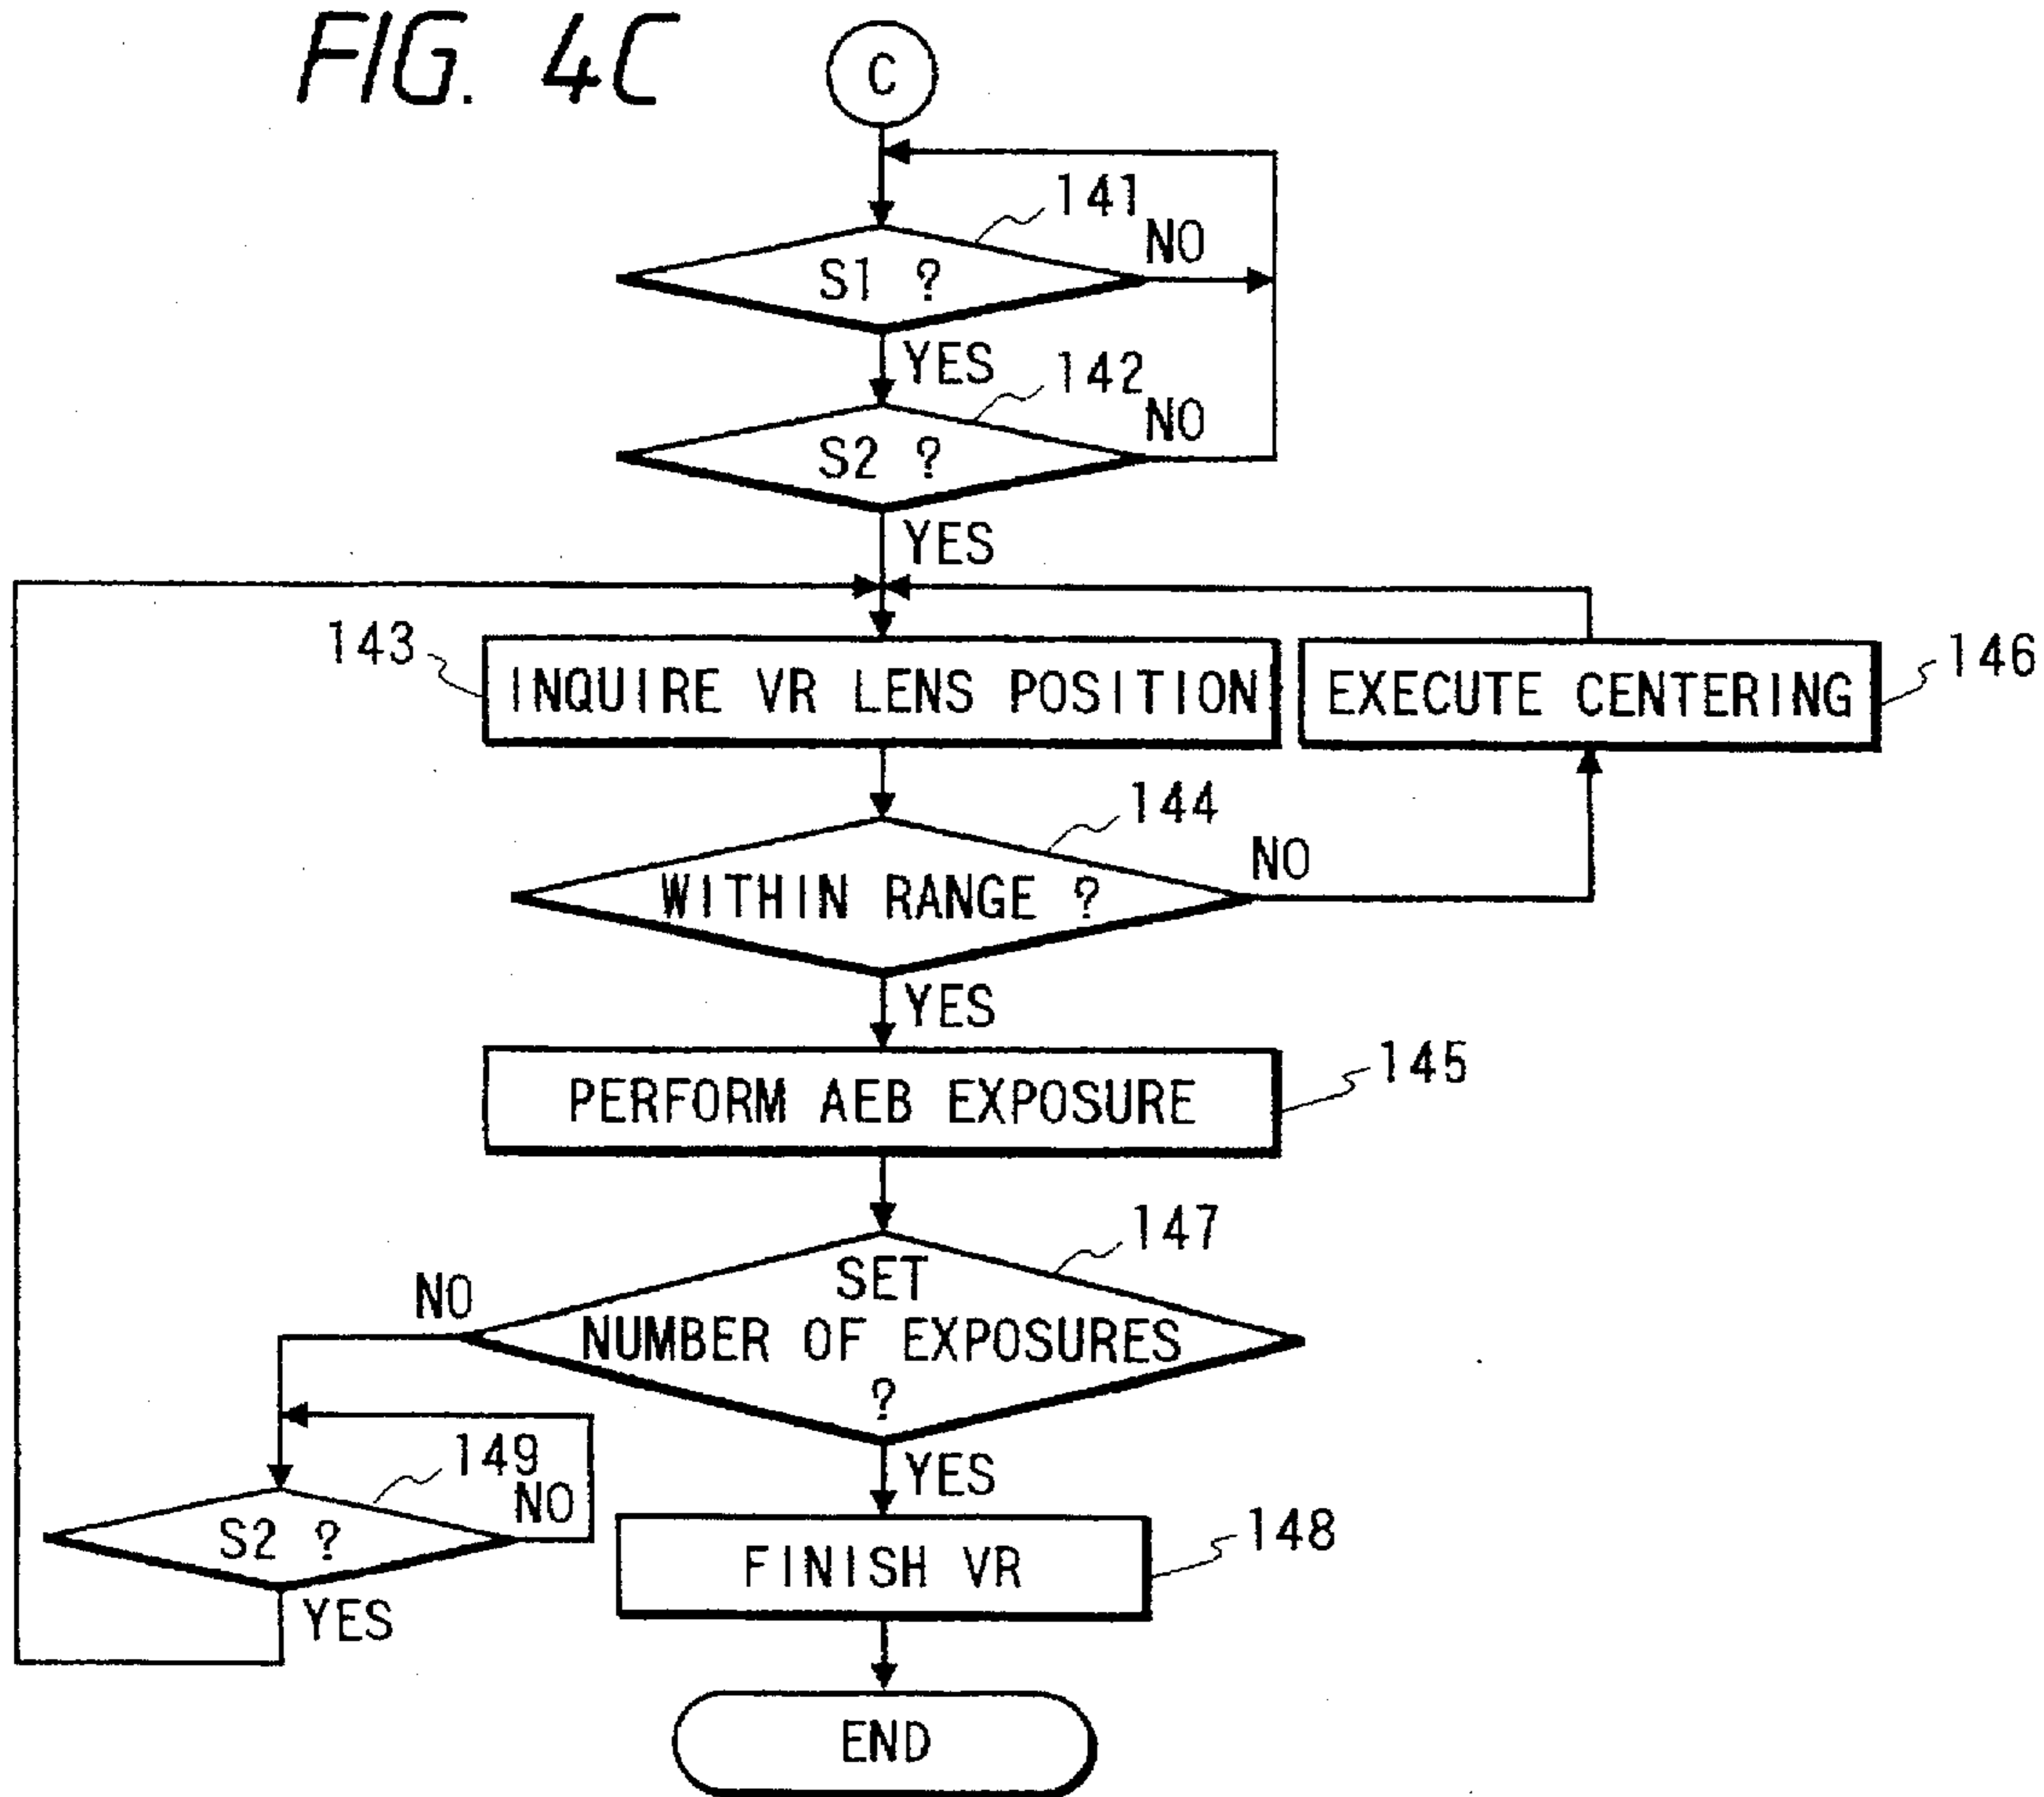 FIG. 4C
C
141
S1 ?
NO
YES
142
S2 ?
NO
YES
143
INQUIRE VR LENS POSITION
EXECUTE CENTERING
146
144
WITHIN RANGE ?
NO
YES
PERFORM AEB EXPOSURE
145
147
SET
NUMBER OF EXPOSURES
?
NO
YES
149
S2 ?
NO
YES
FINISH VR
148
END